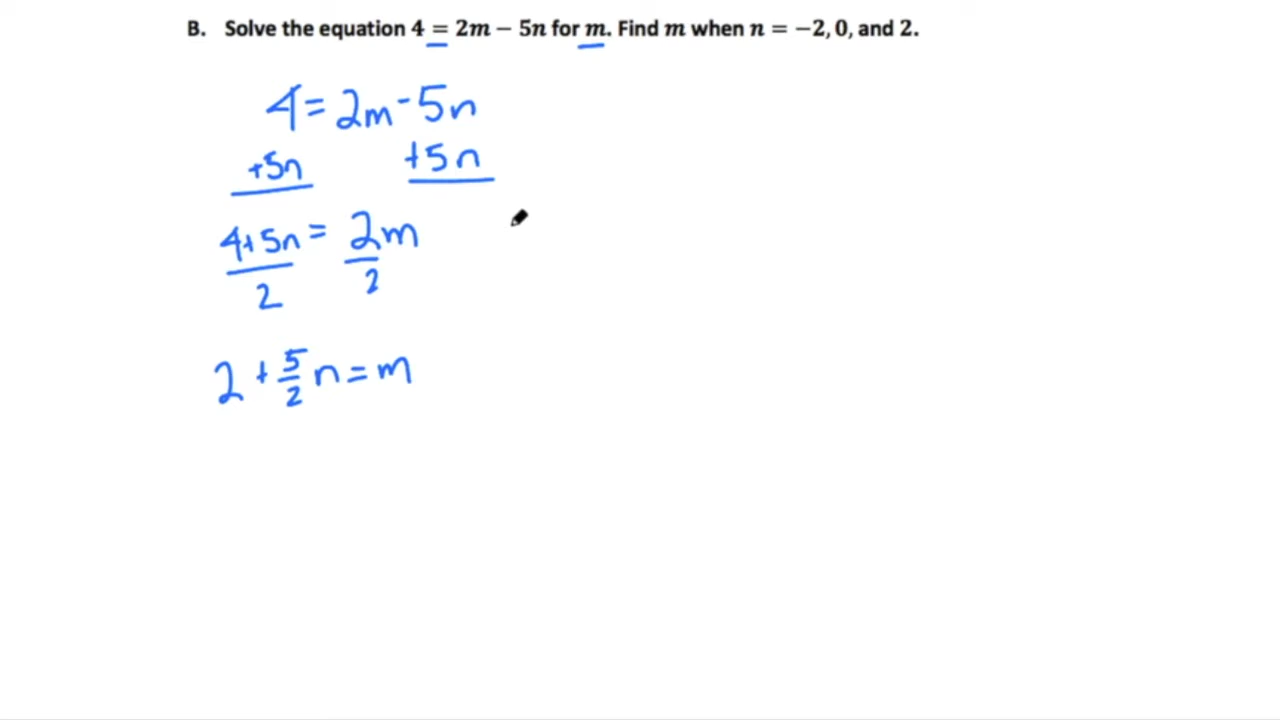 B. Solve the equation 4 = 2m − 5n for m. Find m when n = −2, 0, and 2.
4 = 2m - 5n
+5n +5n
4 + 5n = 2m
2 2
2 + 5/2 n = m